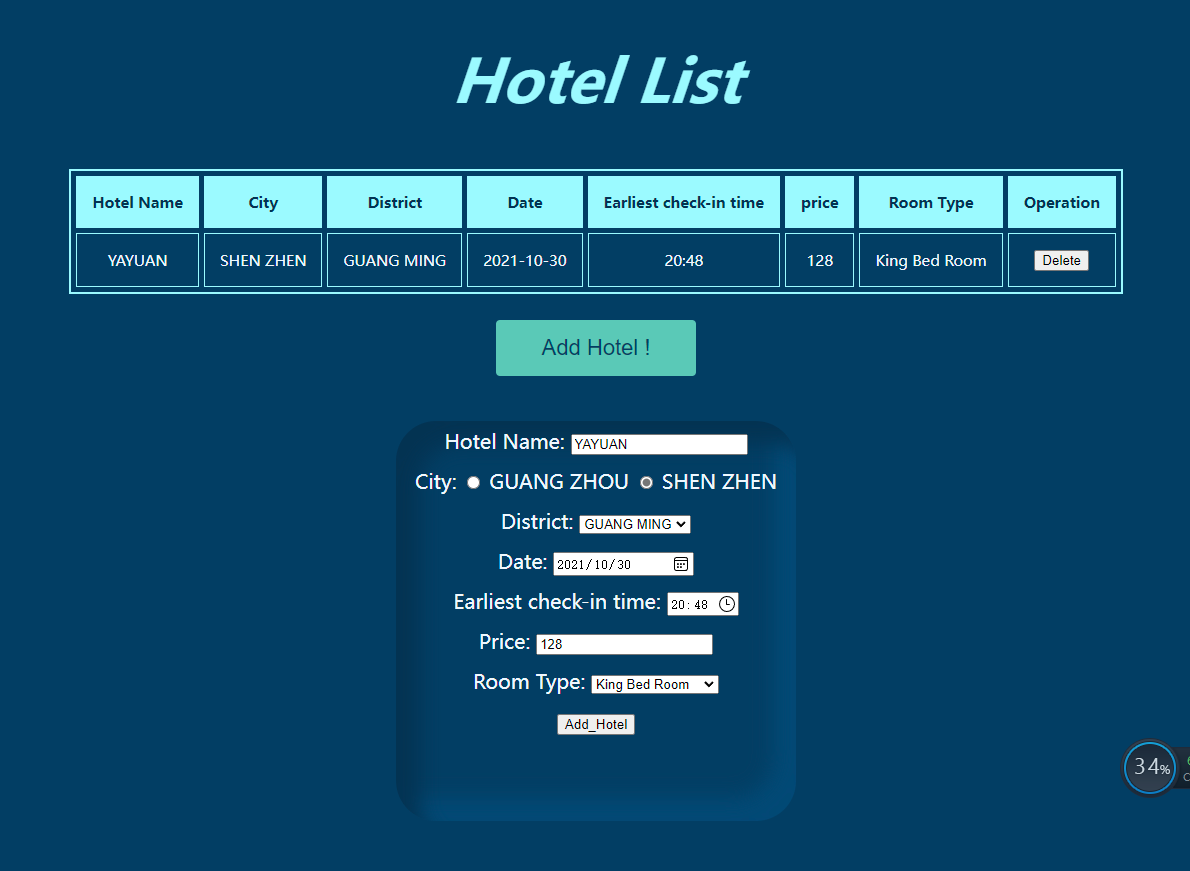 Hotel List
Hotel Name City District Date Earliest check-in time price Room Type Operation
YAYUAN SHEN ZHEN GUANG MING 2021-10-30 20:48 128 King Bed Room Delete
Add Hotel !
Hotel Name: YAYUAN
City: GUANG ZHOU SHEN ZHEN
District: GUANG MING
Date: 2021/10/30
Earliest check-in time: 20:48
Price: 128
Room Type: King Bed Room
Add_Hotel
34%